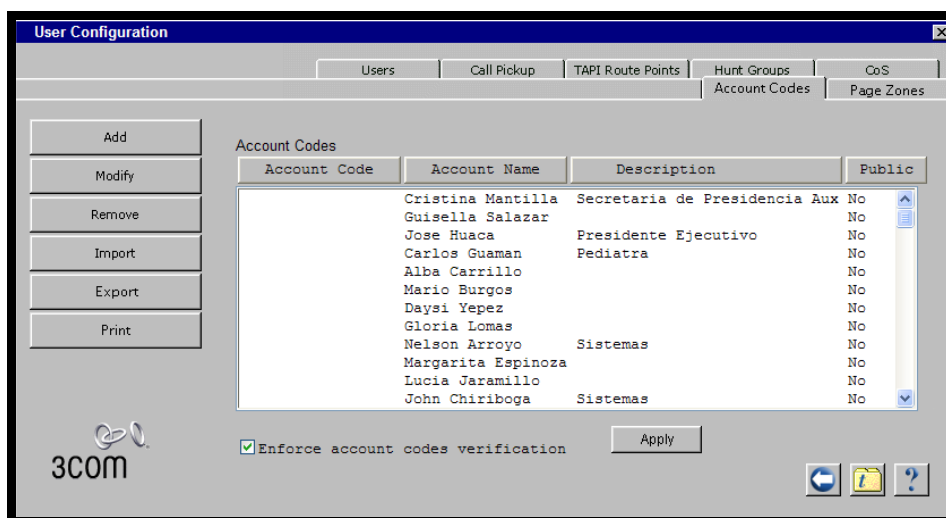 User Configuration
Users Call Pickup TAPI Route Points Hunt Groups CoS
Account Codes Page Zones
Add
Modify
Remove
Import
Export
Print
Account Codes
Account Code Account Name Description Public
Cristina Mantilla Secretaria de Presidencia Aux No
Guisella Salazar No
Jose Huaca Presidente Ejecutivo No
Carlos Guaman Pediatra No
Alba Carrillo No
Mario Burgos No
Daysi Yepez No
Gloria Lomas No
Nelson Arroyo Sistemas No
Margarita Espinoza No
Lucia Jaramillo No
John Chiriboga Sistemas No
Enforce account codes verification
Apply
3COM
t ?